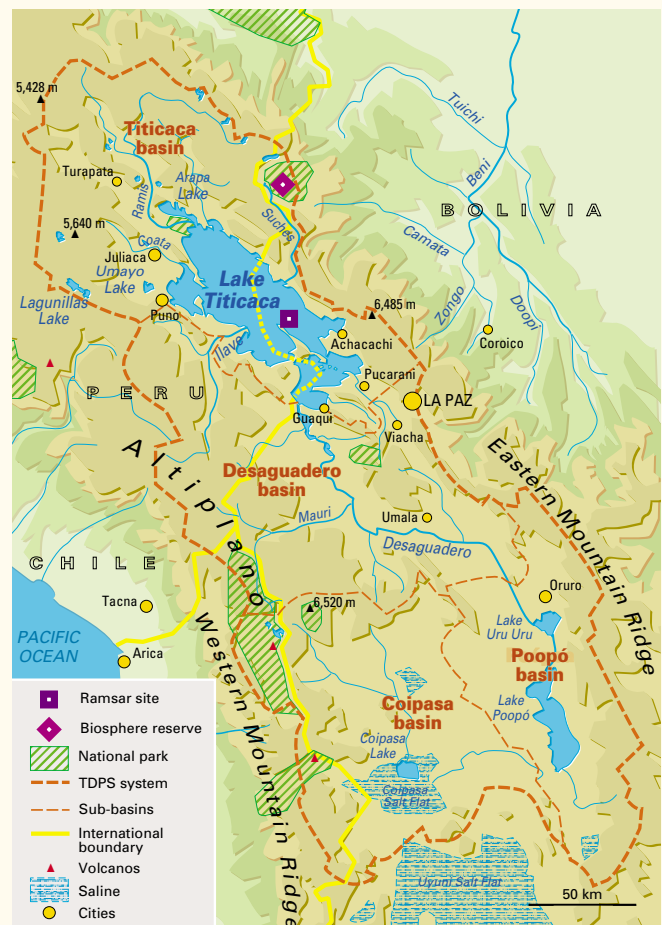 5,428 m
Tuichi
Titicaca
basin
Beni
Turapata
Arapa
Lake
Ramis
Suches
BOLIVIA
5,640 m
Coata
Camata
Juliaca
Umayo
Lake
Lake
Titicaca
Lagunillas
Lake
Puno
6,485 m
Zongo
Doopi
Ilave
Achacachi
Coroico
Pucarani
PERU
LA PAZ
Guaqui
Viacha
Altiplano
Desaguadero
basin
Eastern Mountain Ridge
Mauri
Umala
Desaguadero
CHILE
Tacna
6,520 m
Oruro
Lake
Uru Uru
PACIFIC
OCEAN
Arica
Western Mountain Ridge
Poopó
basin
Coipasa
basin
Lake
Poopó
Coipasa
Lake
Coipasa
Salt Flat
Uyuni Salt Flat
Ramsar site
Biosphere reserve
National park
TDPS system
Sub-basins
International
boundary
Volcanos
Saline
Cities
50 km